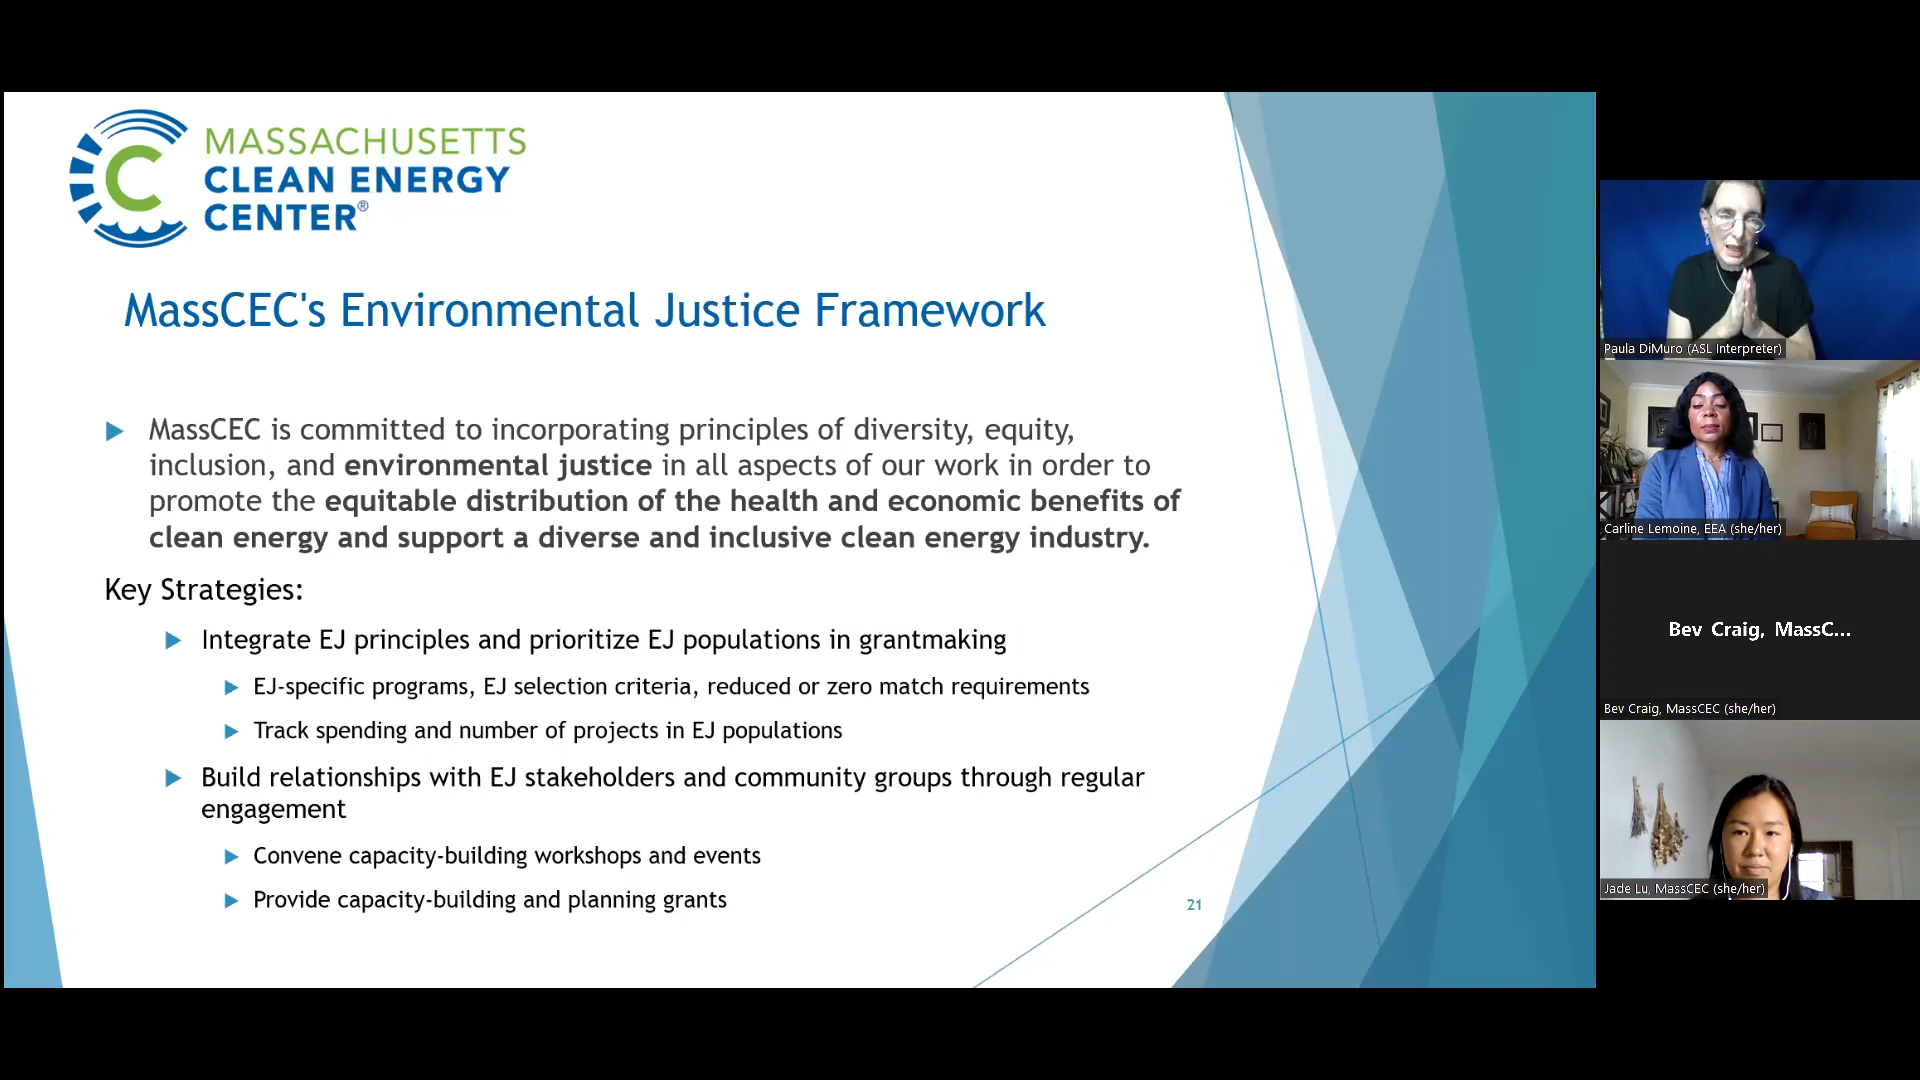 MASSACHUSETTS
CLEAN ENERGY
CENTER®
MassCEC's Environmental Justice Framework
MassCEC is committed to incorporating principles of diversity, equity,
inclusion, and environmental justice in all aspects of our work in order to
promote the equitable distribution of the health and economic benefits of
clean energy and support a diverse and inclusive clean energy industry.
Key Strategies:
Integrate EJ principles and prioritize EJ populations in grantmaking
EJ-specific programs, EJ selection criteria, reduced or zero match requirements
Track spending and number of projects in EJ populations
Build relationships with EJ stakeholders and community groups through regular
engagement
Convene capacity-building workshops and events
Provide capacity-building and planning grants
21
Paula DiMuro (ASL Interpreter)
Carline Lemoine, EEA (she/her)
Bev Craig, MassC...
Bev Craig, MassCEC (she/her)
Jade Lu, MassCEC (she/her)